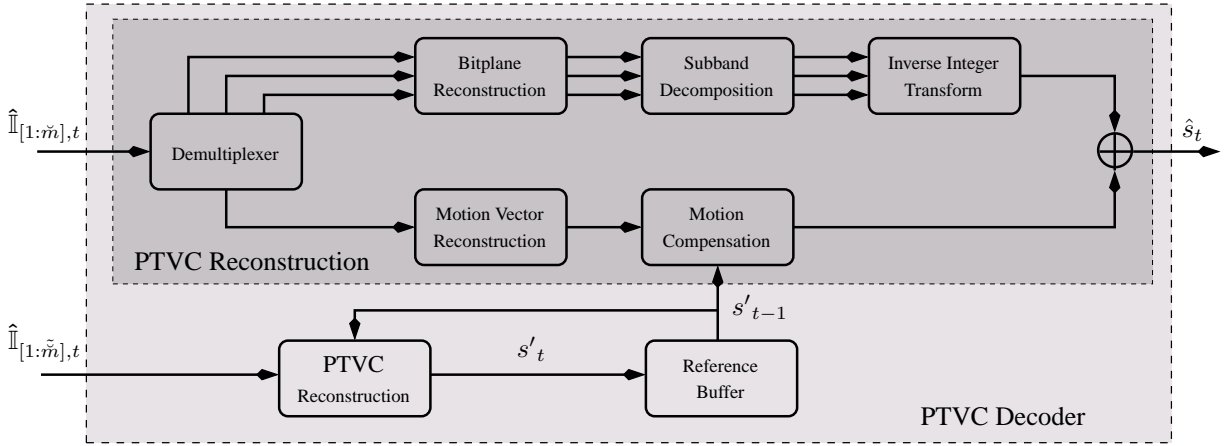 Bitplane
Reconstruction
Subband
Decomposition
Inverse Integer
Transform
𝕀̂[1:m̆],t
Demultiplexer
ŝt
Motion Vector
Reconstruction
Motion
Compensation
PTVC Reconstruction
s′t−1
𝕀̂[1:m̆̃],t
PTVC
Reconstruction
s′t
Reference
Buffer
PTVC Decoder